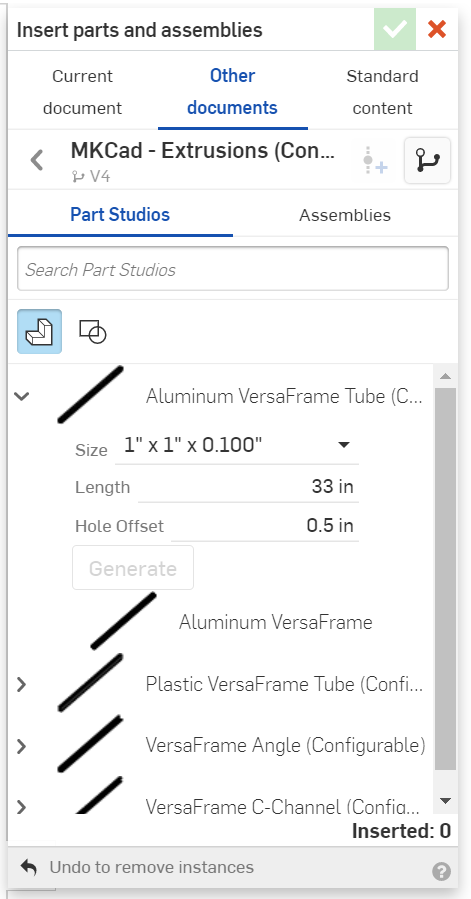 Insert parts and assemblies
Current document
Other documents
Standard content
MKCad - Extrusions (Con...
V4
Part Studios
Assemblies
Search Part Studios
Aluminum VersaFrame Tube (C...
Size 1" x 1" x 0.100"
Length 33 in
Hole Offset 0.5 in
Generate
Aluminum VersaFrame
Plastic VersaFrame Tube (Confi...
VersaFrame Angle (Configurable)
VersaFrame C-Channel (Config...
Inserted: 0
Undo to remove instances
?